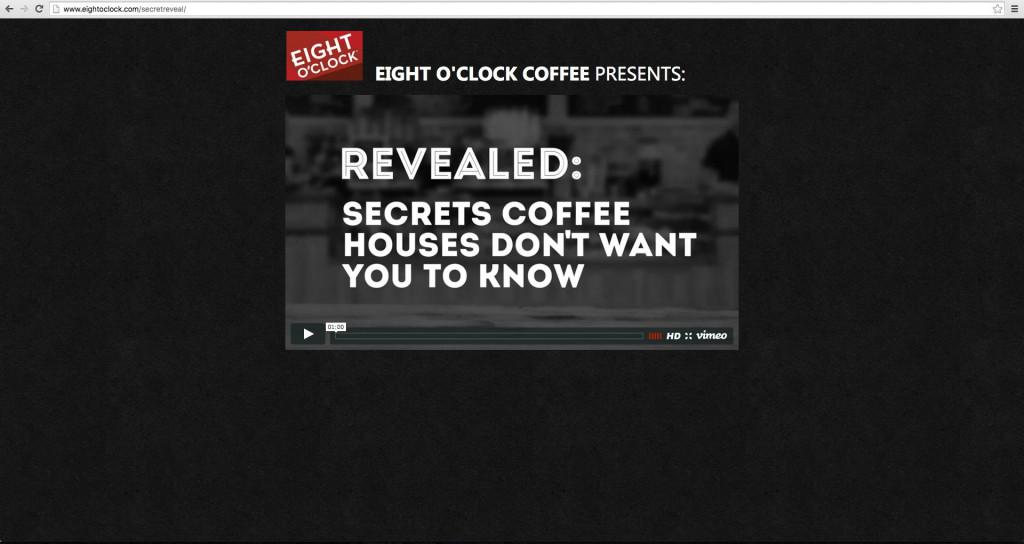 www.eightoclock.com/secretreveal/
EIGHT
O'CLOCK
EIGHT O'CLOCK COFFEE PRESENTS:
REVEALED:
SECRETS COFFEE
HOUSES DON'T WANT
YOU TO KNOW
01:00
HD vimeo